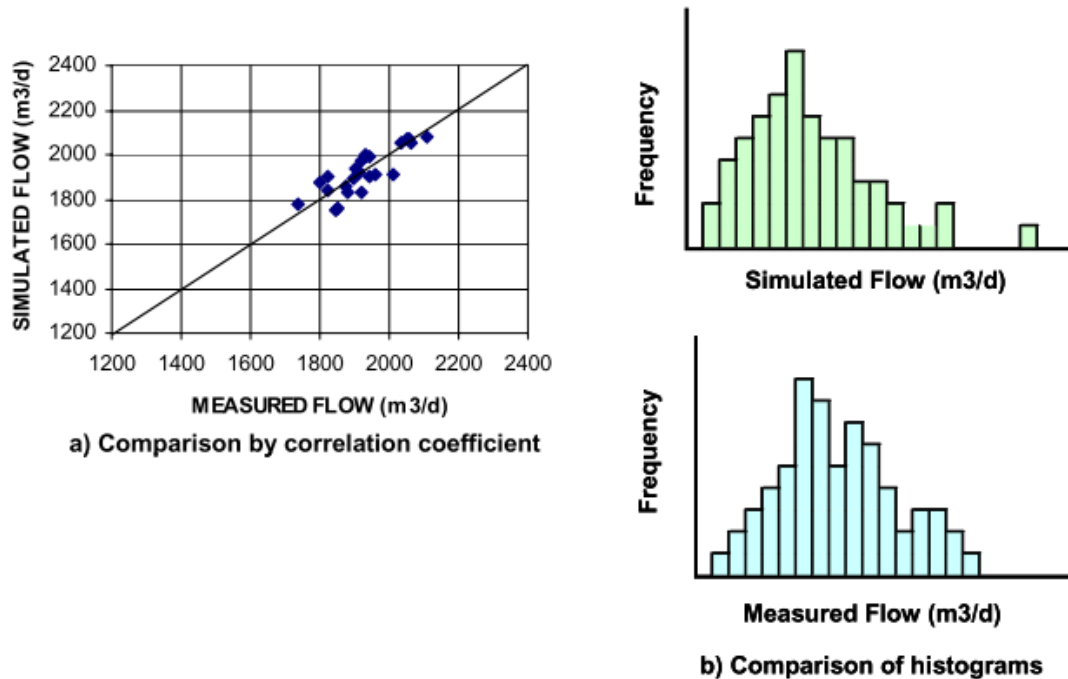 SIMULATED FLOW (m3/d)
2400
2200
2000
1800
1600
1400
1200
1200 1400 1600 1800 2000 2200 2400
MEASURED FLOW (m3/d)
a) Comparison by correlation coefficient
Frequency
Simulated Flow (m3/d)
Frequency
Measured Flow (m3/d)
b) Comparison of histograms